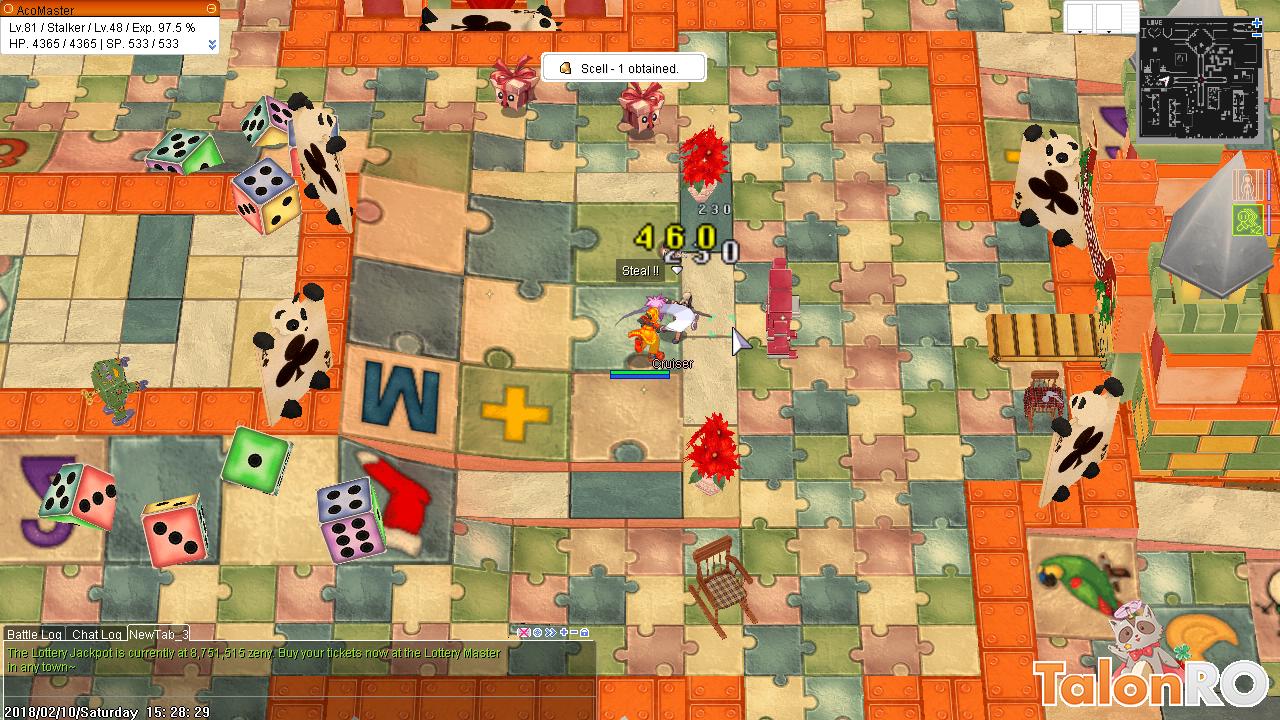 AcoMaster
Lv 81 / Stalker / Lv 48 / Exp. 97.5 %
HP. 4365 / 4365 | SP. 533 / 533
Scell - 1 obtained.
LOVE
230
460
230
Steal !!
Cruiser
M
+
Battle Log
Chat Log
NewTab_3
The Lottery Jackpot is currently at 8,751,515 zeny. Buy your tickets now at the Lottery Master
in any town~
TalonRO
2018/02/10/Saturday 15:28:29